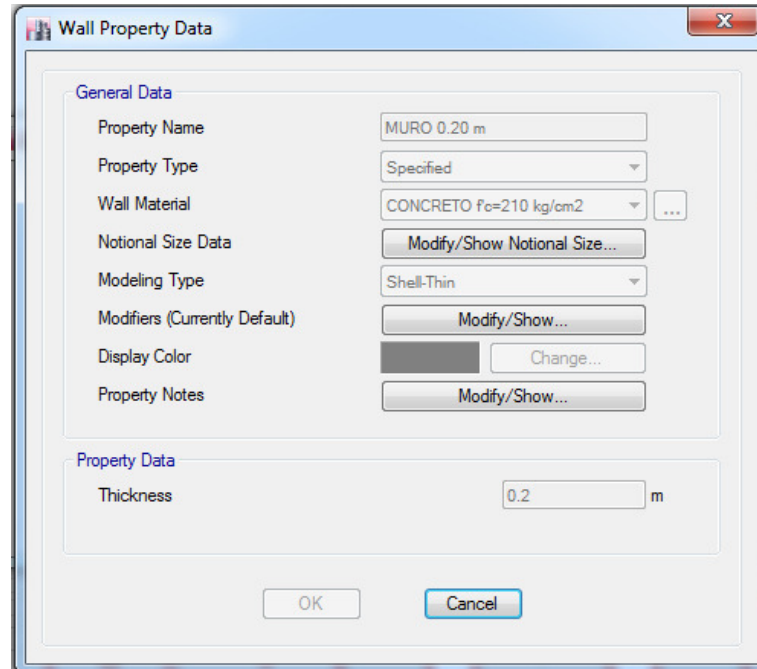 Wall Property Data
X
General Data
Property Name MURO 0.20 m
Property Type Specified
Wall Material CONCRETO f'c=210 kg/cm2 ...
Notional Size Data Modify/Show Notional Size...
Modeling Type Shell-Thin
Modifiers (Currently Default) Modify/Show...
Display Color Change...
Property Notes Modify/Show...
Property Data
Thickness 0.2 m
OK Cancel